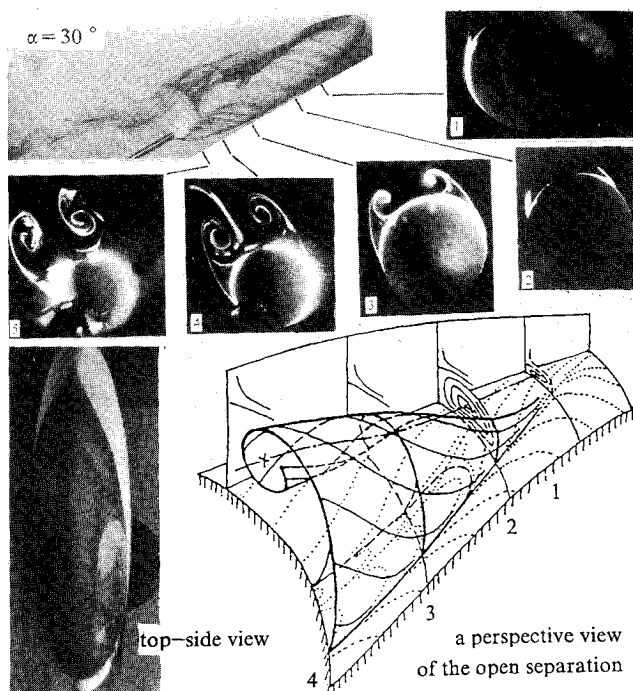 α = 30 °
1
2
3
4
5
top-side view
1
2
3
4
a perspective view
of the open separation